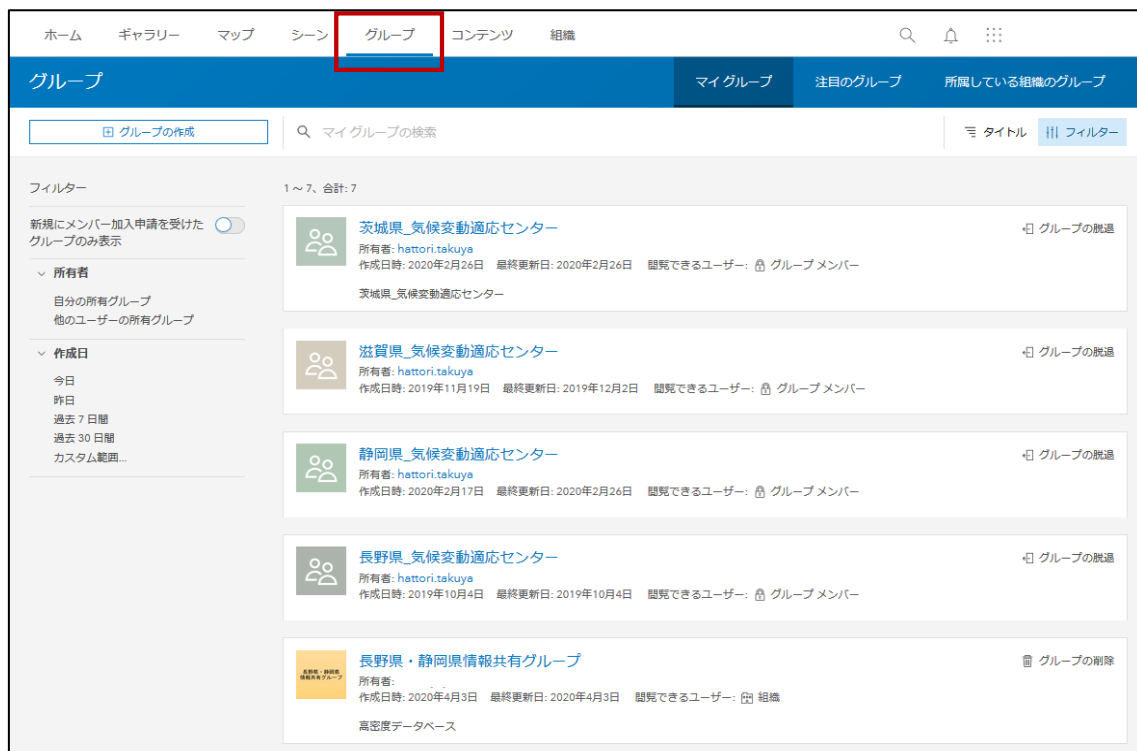 ホーム ギャラリー マップ シーン グループ コンテンツ 組織
グループ マイ グループ 注目のグループ 所属している組織のグループ
グループの作成 マイ グループの検索 タイトル フィルター
フィルター
新規にメンバー加入申請を受けた
グループのみ表示
所有者
自分の所有グループ
他のユーザーの所有グループ
作成日
今日
昨日
過去 7 日間
過去 30 日間
カスタム範囲...
1 ~ 7、合計: 7
茨城県_気候変動適応センター グループの脱退
所有者: hattori.takuya
作成日時: 2020年2月26日 最終更新日: 2020年2月26日 閲覧できるユーザー: グループ メンバー
茨城県_気候変動適応センター
滋賀県_気候変動適応センター グループの脱退
所有者: hattori.takuya
作成日時: 2019年11月19日 最終更新日: 2019年12月2日 閲覧できるユーザー: グループ メンバー
静岡県_気候変動適応センター グループの脱退
所有者: hattori.takuya
作成日時: 2020年2月17日 最終更新日: 2020年2月26日 閲覧できるユーザー: グループ メンバー
長野県_気候変動適応センター グループの脱退
所有者: hattori.takuya
作成日時: 2019年10月4日 最終更新日: 2019年10月4日 閲覧できるユーザー: グループ メンバー
長野県・静岡県
情報共有グループ
長野県・静岡県情報共有グループ グループの削除
所有者:
作成日時: 2020年4月3日 最終更新日: 2020年4月3日 閲覧できるユーザー: 組織
高密度データベース